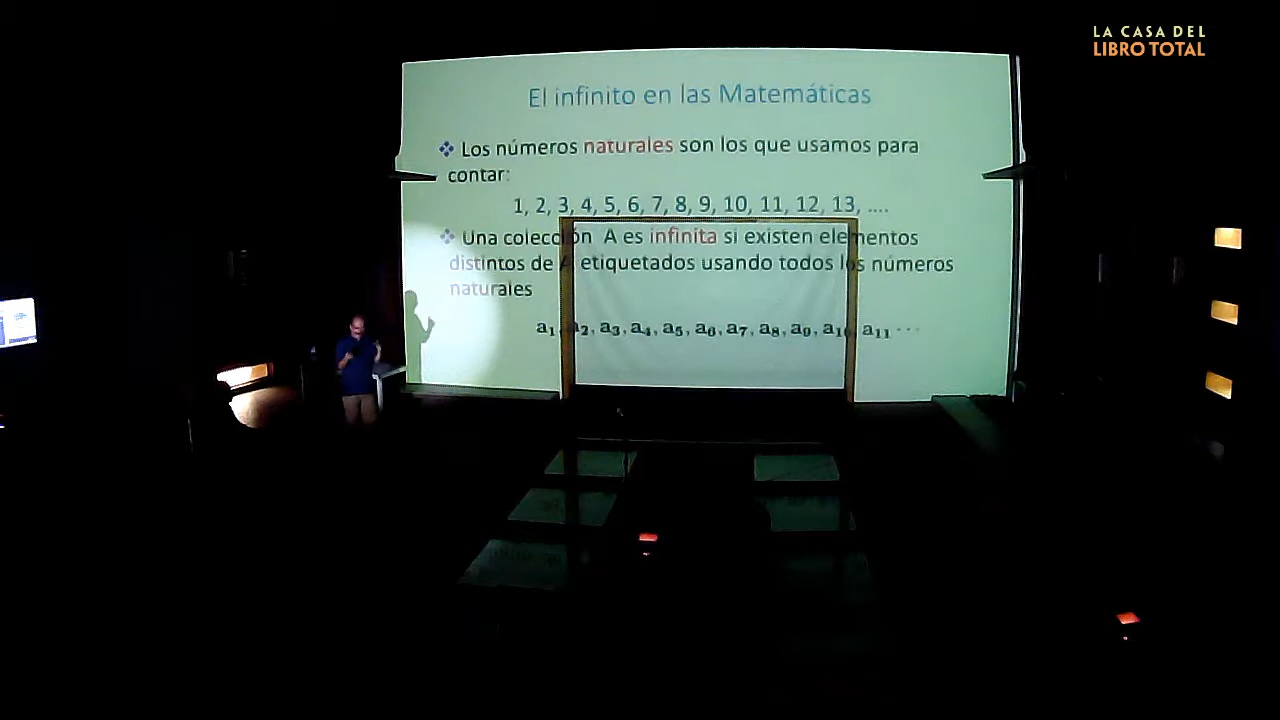 LA CASA DEL
LIBRO TOTAL
El infinito en las Matemáticas
❖ Los números naturales son los que usamos para
contar:
1, 2, 3, 4, 5, 6, 7, 8, 9, 10, 11, 12, 13, ....
❖ Una colección A es infinita si existen elementos
distintos de A etiquetados usando todos los números
naturales
a₁, a₂, a₃, a₄, a₅, a₆, a₇, a₈, a₉, a₁₀, a₁₁ ···